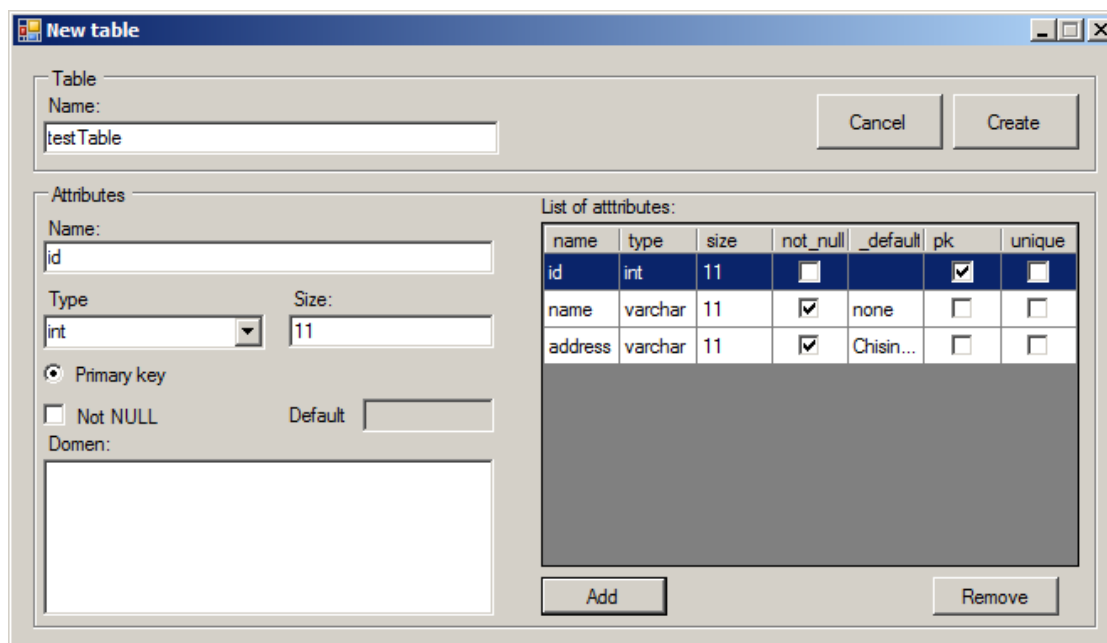 New table
Table
Name:
testTable
Cancel
Create
Attributes
Name:
id
Type
Size:
int
11
Primary key
Not NULL
Default
Domen:
List of atttributes:
name type size not_null _default pk unique
id int 11
name varchar 11 none
address varchar 11 Chisin...
Add
Remove